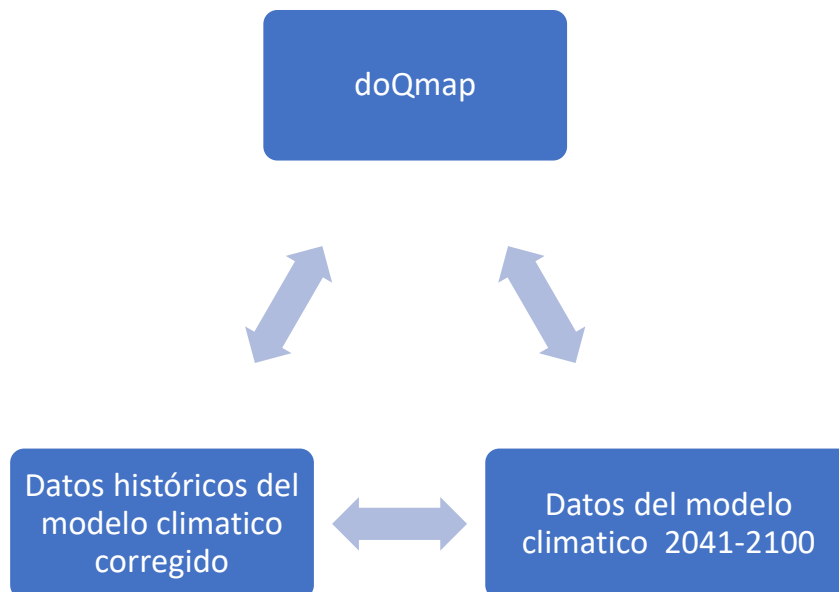 doQmap
Datos históricos del
modelo climatico
corregido
Datos del modelo
climatico 2041-2100